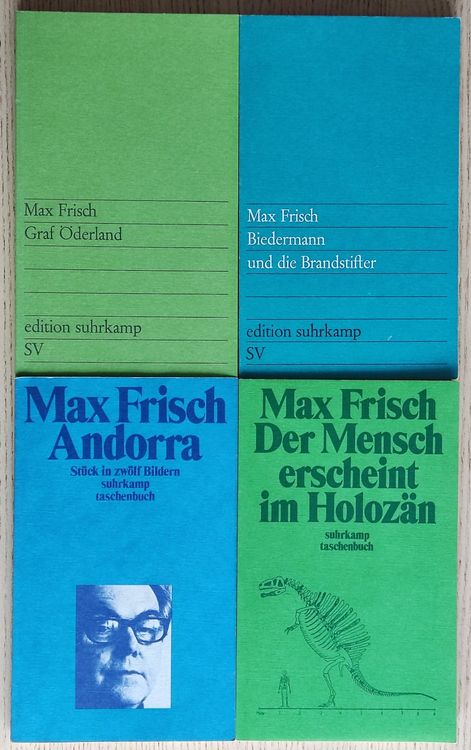 Max Frisch
Graf Öderland
edition suhrkamp
SV
Max Frisch
Biedermann
und die Brandstifter
edition suhrkamp
SV
Max Frisch
Andorra
Stück in zwölf Bildern
suhrkamp
taschenbuch
Max Frisch
Der Mensch
erscheint
im Holozän
suhrkamp
taschenbuch